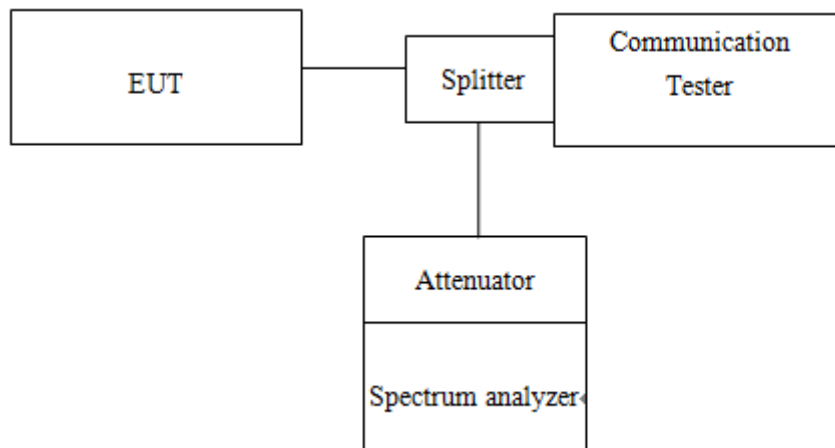 EUT
Splitter
Communication
Tester
Attenuator
Spectrum analyzer